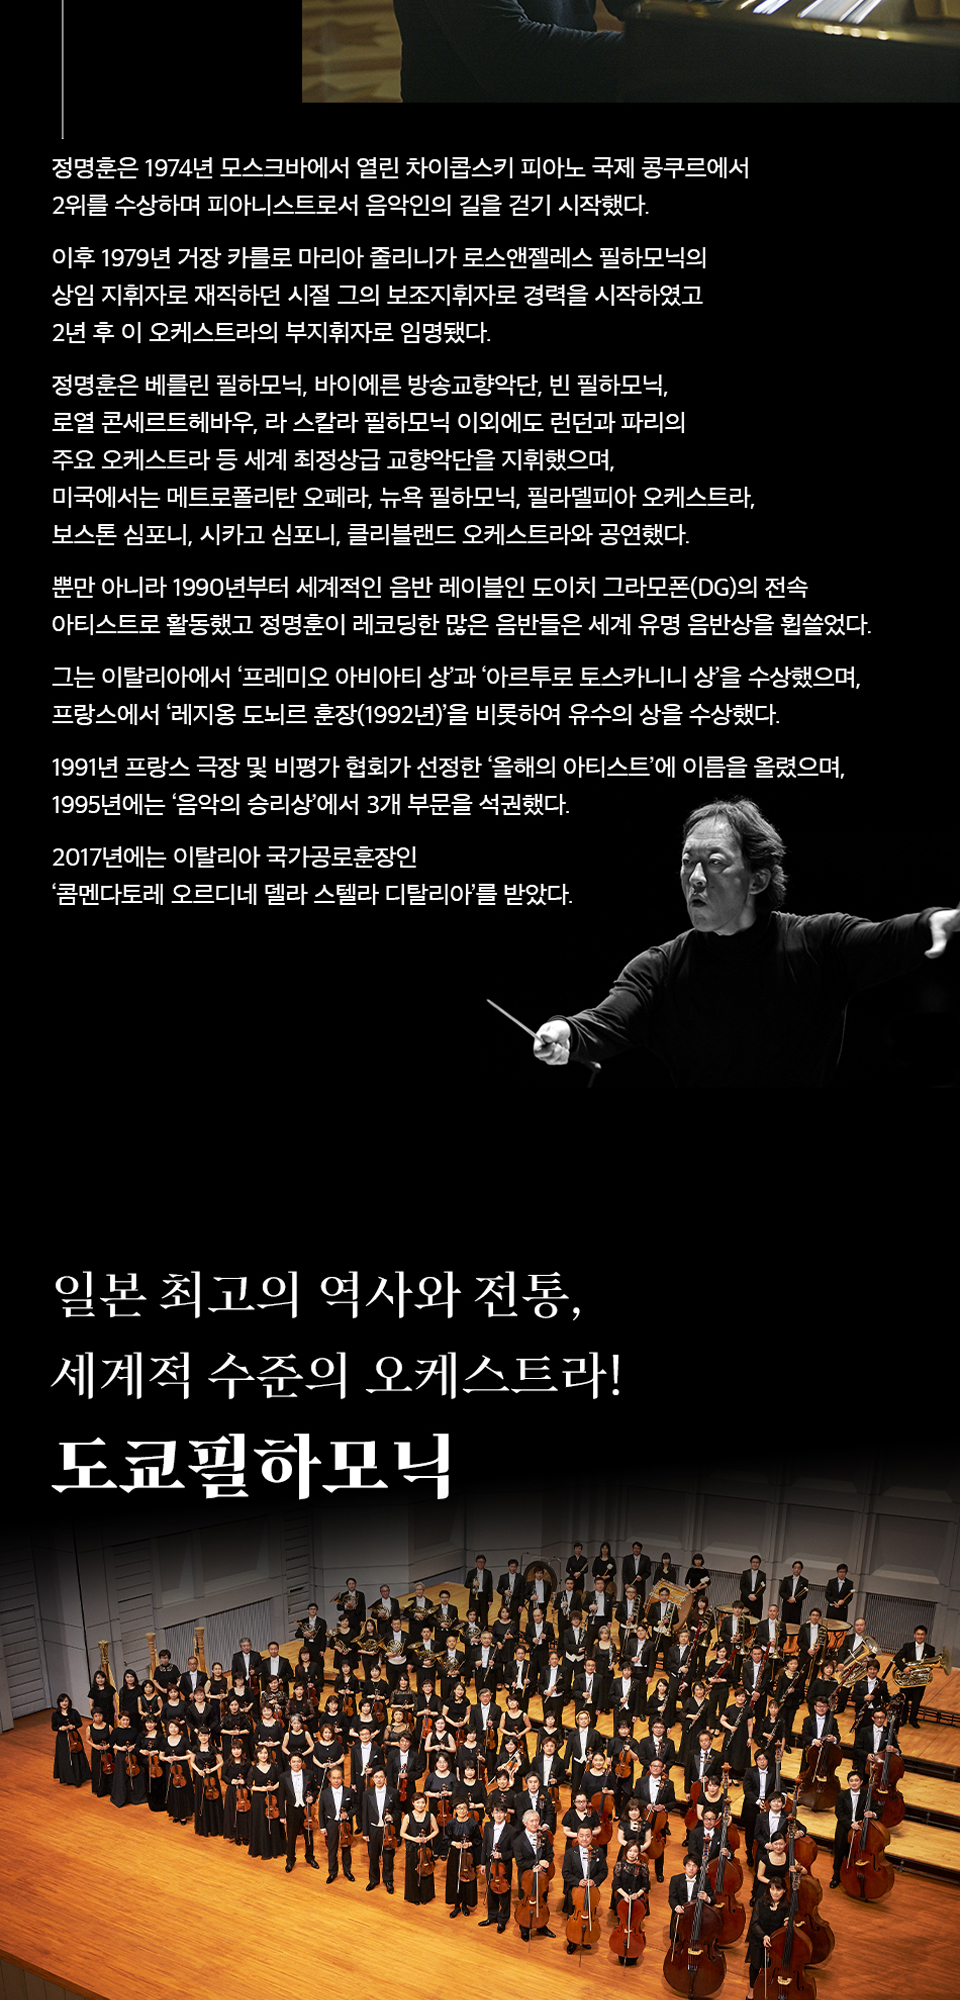 정명훈은 1974년 모스크바에서 열린 차이콥스키 피아노 국제 콩쿠르에서
2위를 수상하며 피아니스트로서 음악인의 길을 걷기 시작했다.
이후 1979년 거장 카를로 마리아 줄리니가 로스앤젤레스 필하모닉의
상임 지휘자로 재직하던 시절 그의 보조지휘자로 경력을 시작하였고
2년 후 이 오케스트라의 부지휘자로 임명됐다.
정명훈은 베를린 필하모닉, 바이에른 방송교향악단, 빈 필하모닉,
로열 콘세르트헤바우, 라 스칼라 필하모닉 이외에도 런던과 파리의
주요 오케스트라 등 세계 최정상급 교향악단을 지휘했으며,
미국에서는 메트로폴리탄 오페라, 뉴욕 필하모닉, 필라델피아 오케스트라,
보스톤 심포니, 시카고 심포니, 클리블랜드 오케스트라와 공연했다.
뿐만 아니라 1990년부터 세계적인 음반 레이블인 도이치 그라모폰(DG)의 전속
아티스트로 활동했고 정명훈이 레코딩한 많은 음반들은 세계 유명 음반상을 휩쓸었다.
그는 이탈리아에서 ‘프레미오 아비아티 상’과 ‘아르투로 토스카니니 상’을 수상했으며,
프랑스에서 ‘레지옹 도뇌르 훈장(1992년)’을 비롯하여 유수의 상을 수상했다.
1991년 프랑스 극장 및 비평가 협회가 선정한 ‘올해의 아티스트’에 이름을 올렸으며,
1995년에는 ‘음악의 승리상’에서 3개 부문을 석권했다.
2017년에는 이탈리아 국가공로훈장인
‘콤멘다토레 오르디네 델라 스텔라 디탈리아’를 받았다.
일본 최고의 역사와 전통,
세계적 수준의 오케스트라!
도쿄필하모닉